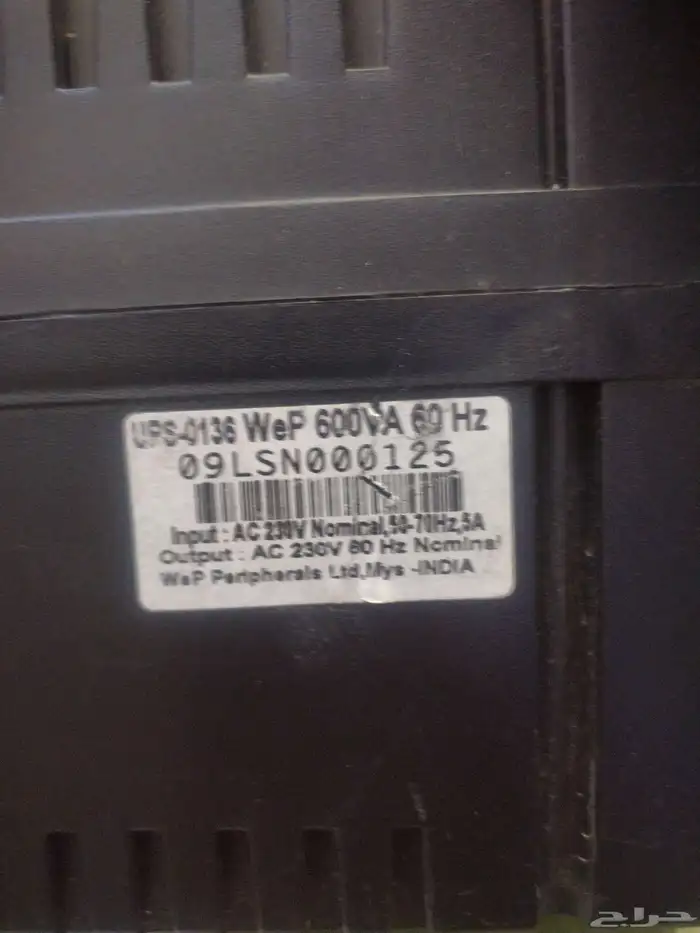 UPS-0136 WeP 600VA 60 Hz
09LSN000125
Input : AC 230V Nominal,50-70Hz,5A
Output : AC 230V 60 Hz Nominal
WeP Peripherals Ltd,Mys -INDIA
حراج